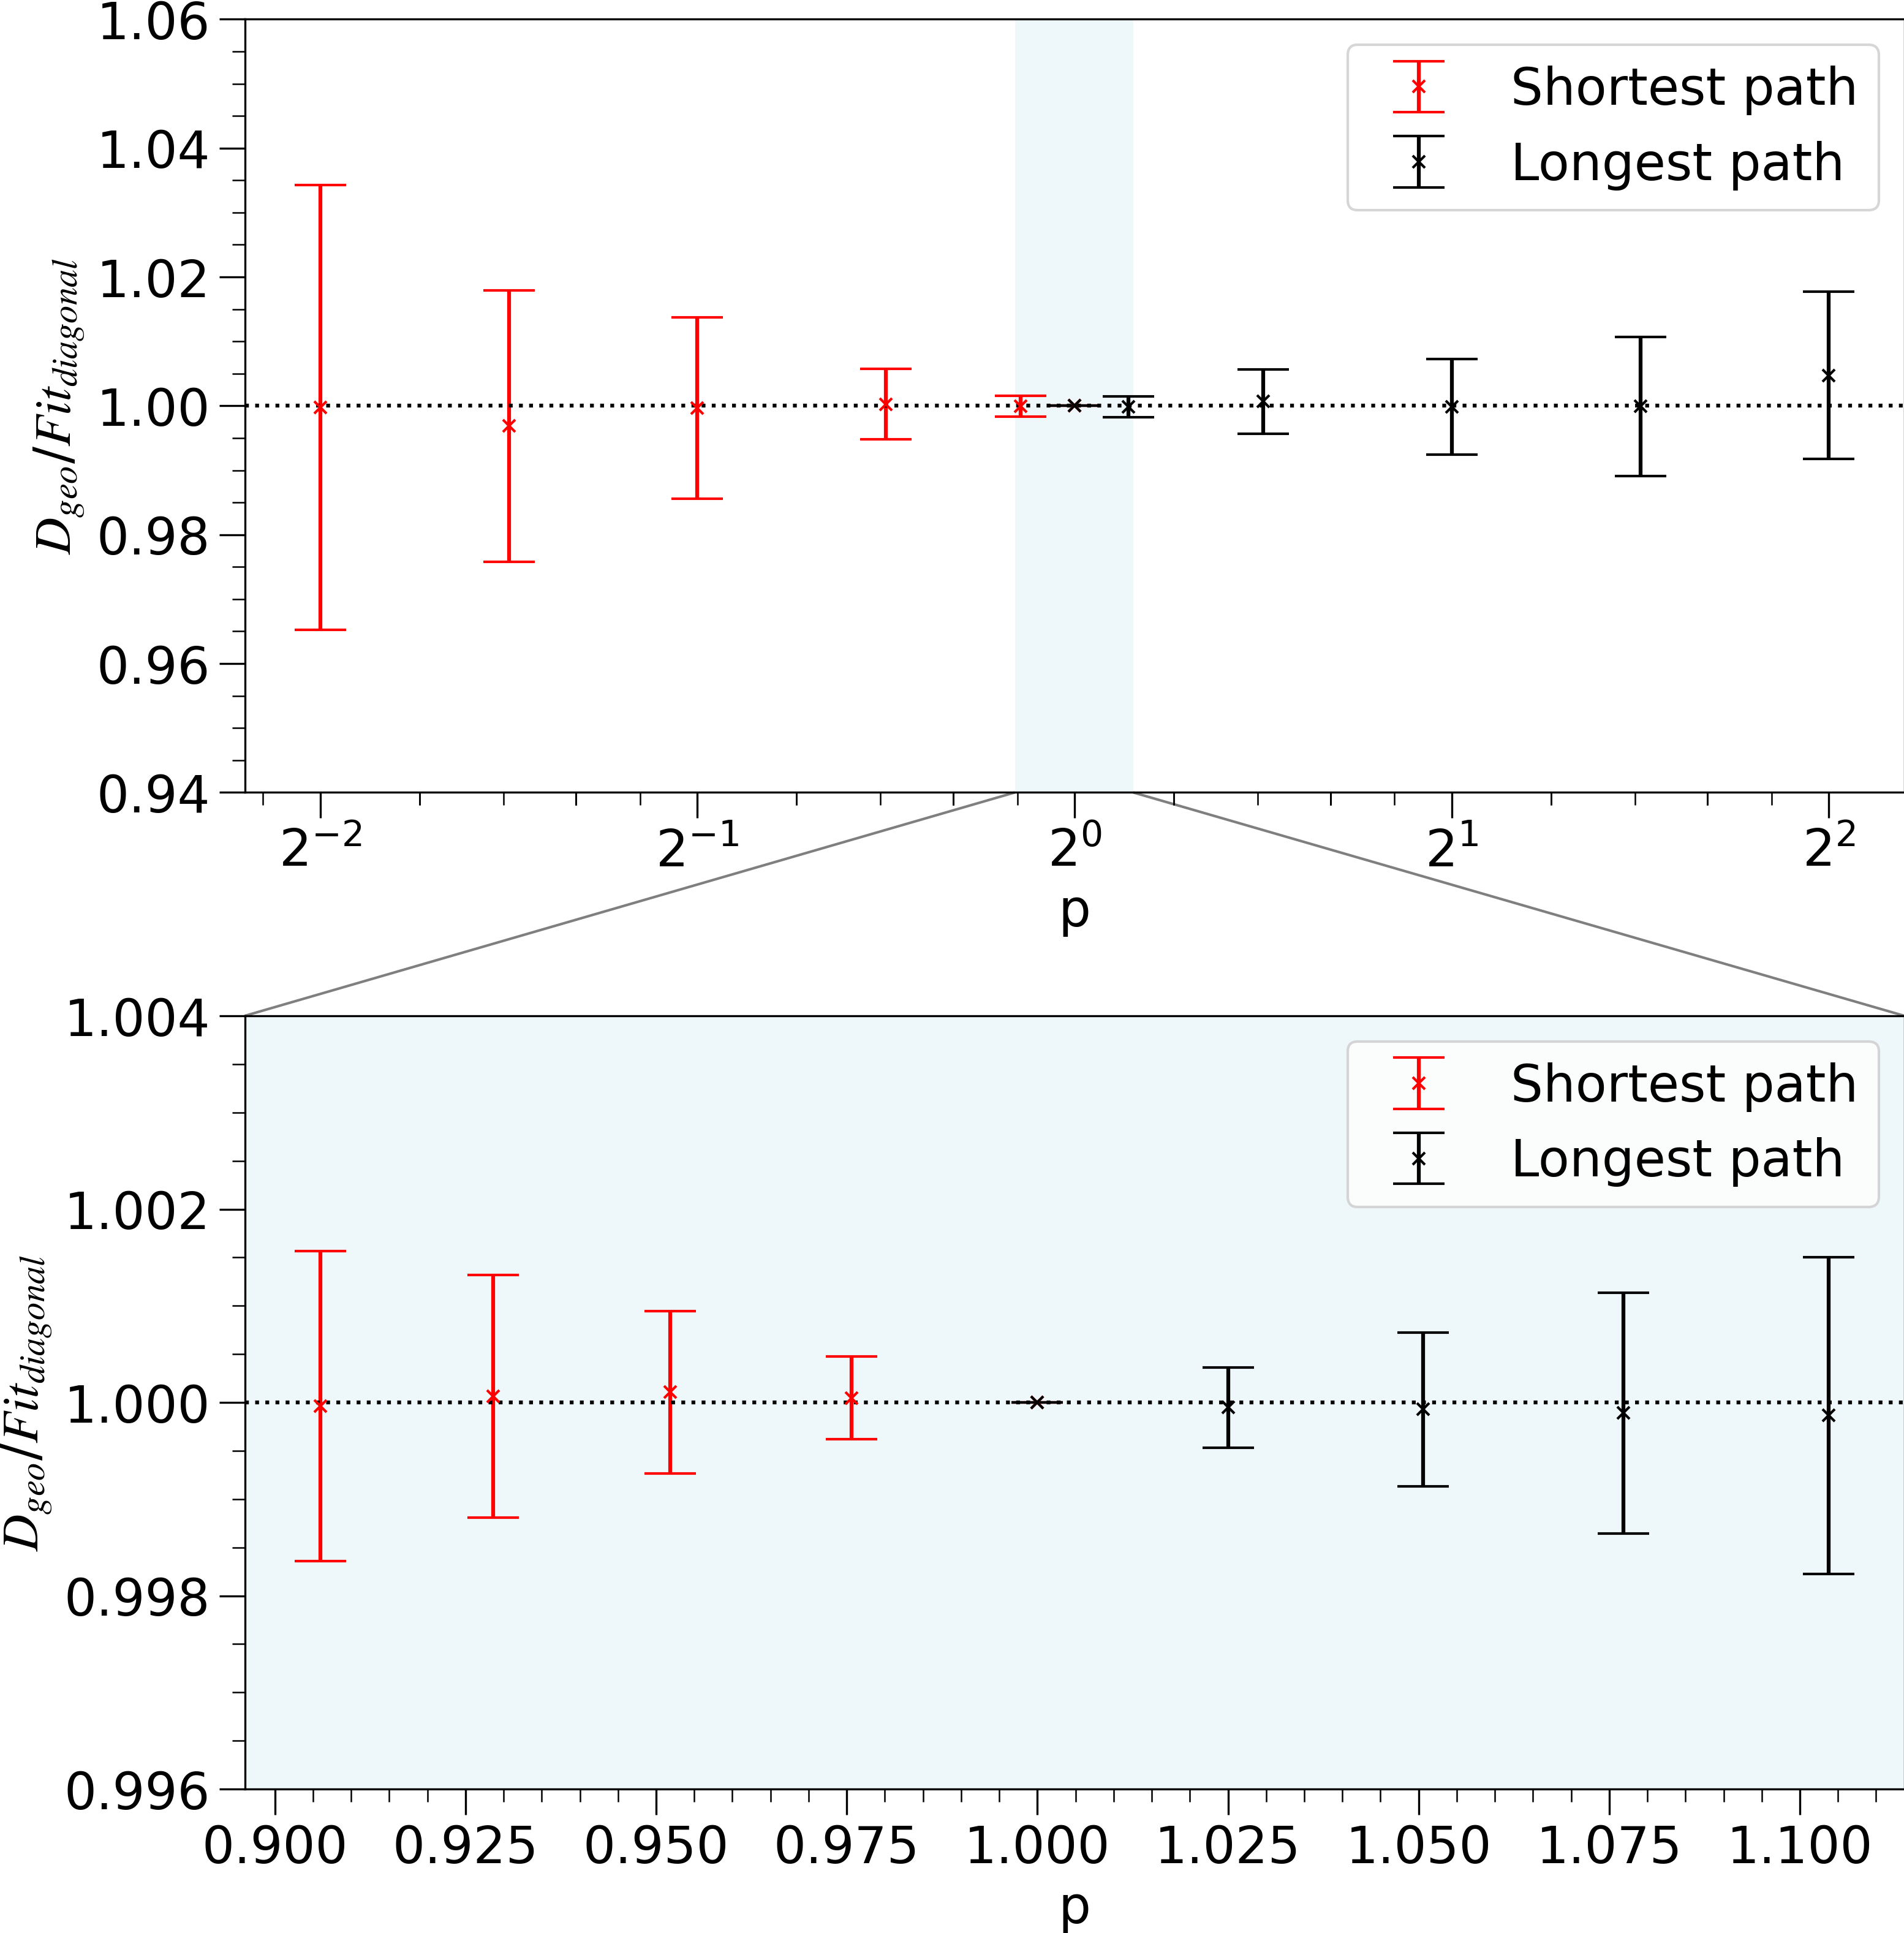 1.06
1.04
1.02
1.00
0.98
0.96
0.94
D_geo/Fit_diagonal
Shortest path
Longest path
2^−2 2^−1 2^0 2^1 2^2
p
1.004
1.002
1.000
0.998
0.996
D_geo/Fit_diagonal
Shortest path
Longest path
0.900 0.925 0.950 0.975 1.000 1.025 1.050 1.075 1.100
p